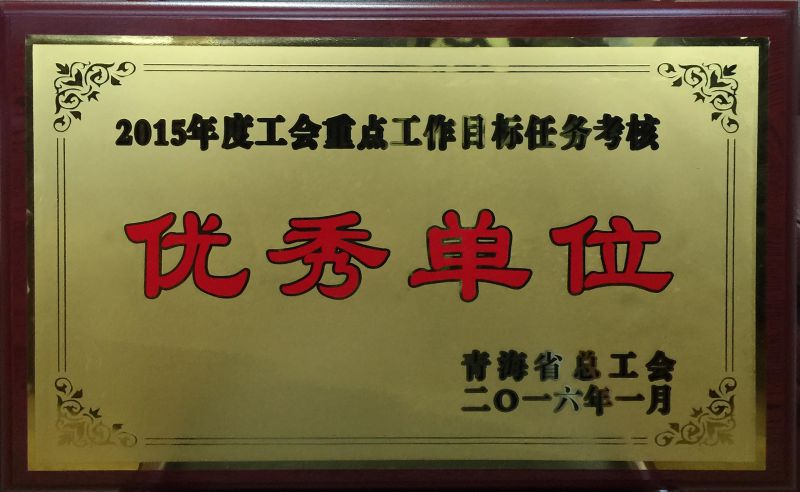 2015年度工会重点工作目标任务考核
优秀单位
青海省总工会
二〇一六年一月